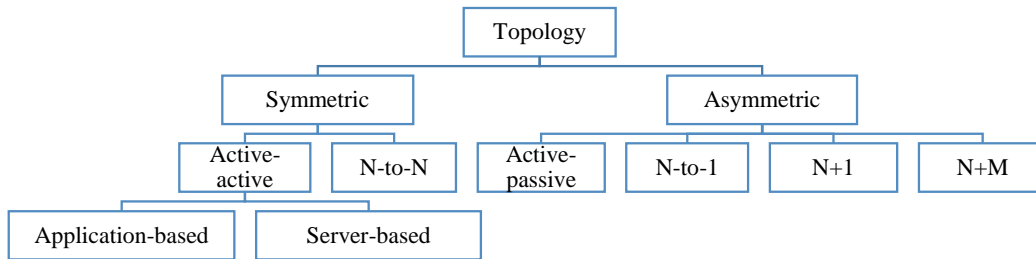 Topology
Symmetric
Asymmetric
Active-
active
N-to-N
Active-
passive
N-to-1
N+1
N+M
Application-based
Server-based